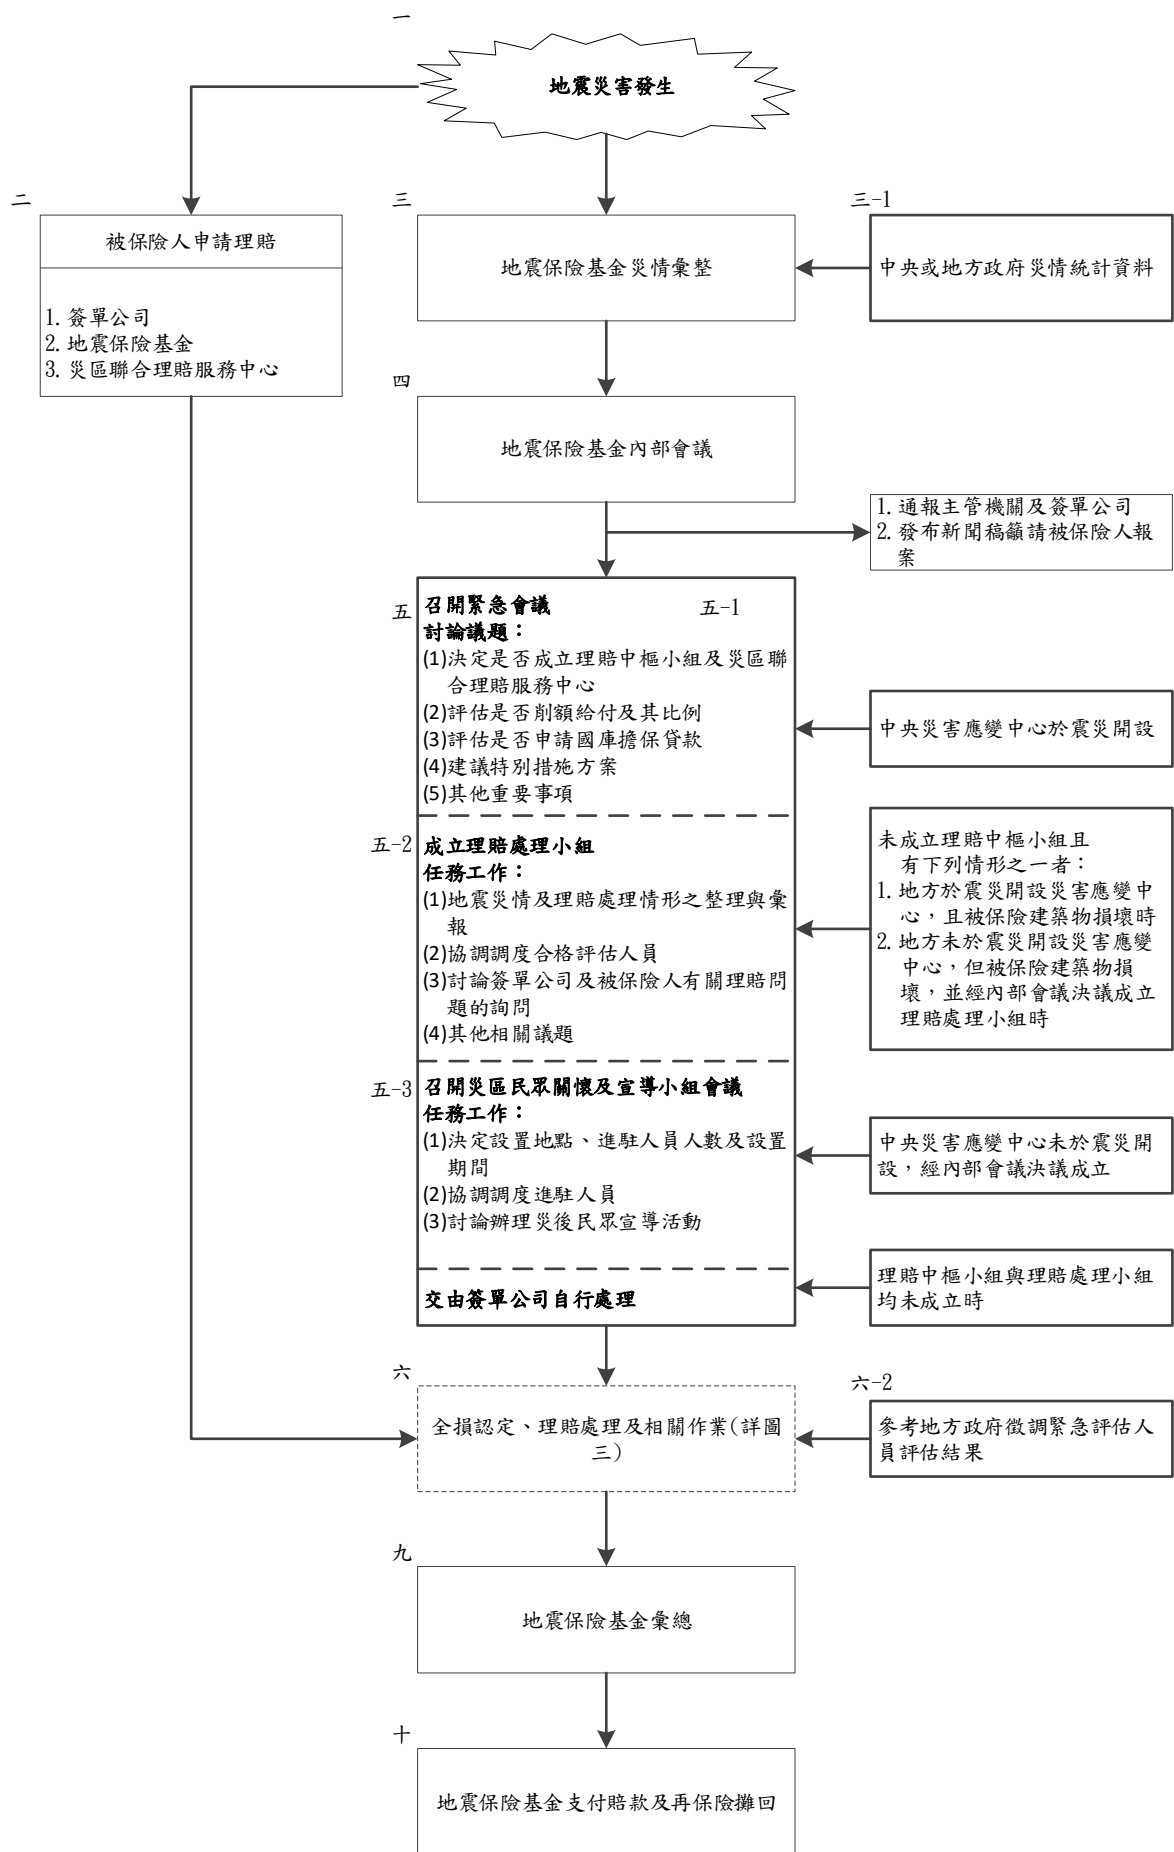 一
地震災害發生
二
被保險人申請理賠
1. 簽單公司
2. 地震保險基金
3. 災區聯合理賠服務中心
三
地震保險基金災情彙整
三-1
中央或地方政府災情統計資料
四
地震保險基金內部會議
1. 通報主管機關及簽單公司
2. 發布新聞稿籲請被保險人報
案
五
召開緊急會議
五-1
討論議題：
(1)決定是否成立理賠中樞小組及災區聯
合理賠服務中心
(2)評估是否削額給付及其比例
(3)評估是否申請國庫擔保貸款
(4)建議特別措施方案
(5)其他重要事項
中央災害應變中心於震災開設
五-2
成立理賠處理小組
任務工作：
(1)地震災情及理賠處理情形之整理與彙
報
(2)協調調度合格評估人員
(3)討論簽單公司及被保險人有關理賠問
題的詢問
(4)其他相關議題
未成立理賠中樞小組且
有下列情形之一者：
1. 地方於震災開設災害應變中
心，且被保險建築物損壞時
2. 地方未於震災開設災害應變
中心，但被保險建築物損
壞，並經內部會議決議成立
理賠處理小組時
五-3
召開災區民眾關懷及宣導小組會議
任務工作：
(1)決定設置地點、進駐人員人數及設置
期間
(2)協調調度進駐人員
(3)討論辦理災後民眾宣導活動
中央災害應變中心未於震災開
設，經內部會議決議成立
交由簽單公司自行處理
理賠中樞小組與理賠處理小組
均未成立時
六
全損認定、理賠處理及相關作業(詳圖
三)
六-2
參考地方政府徵調緊急評估人
員評估結果
九
地震保險基金彙總
十
地震保險基金支付賠款及再保險攤回